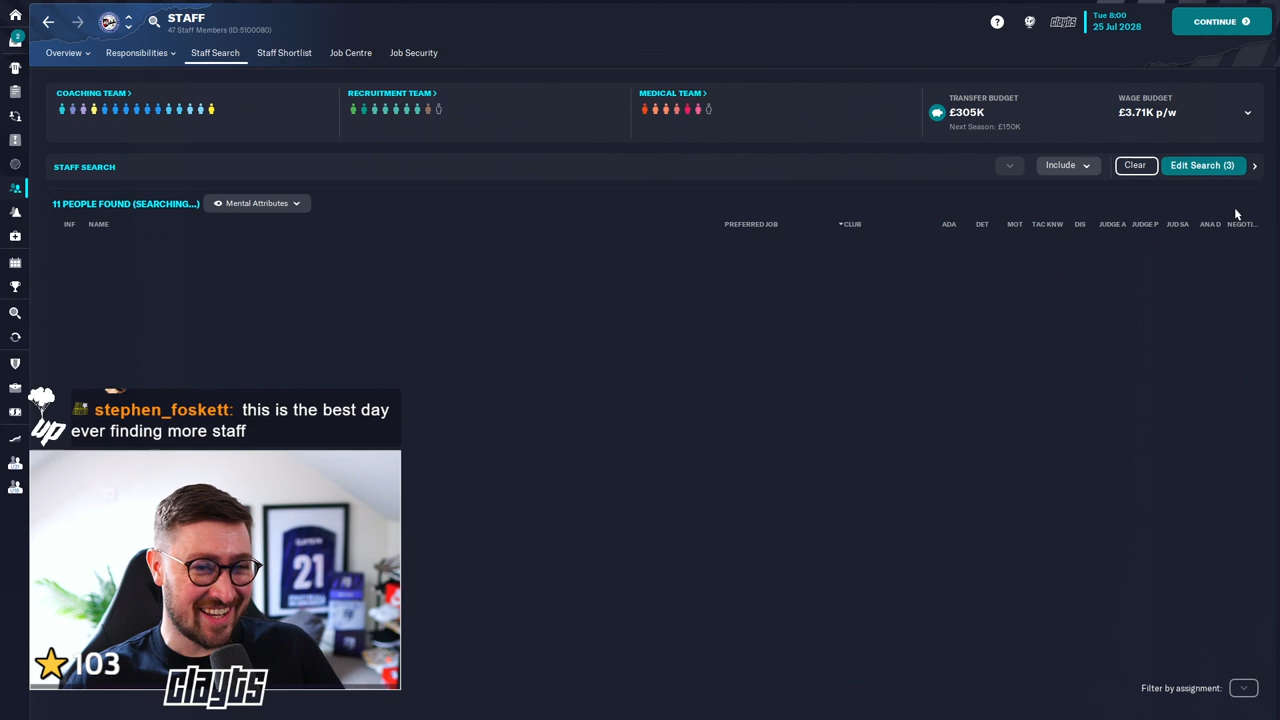 STAFF
47 Staff Members (ID:5100080)
Tue 8:00
25 Jul 2028
CONTINUE
2
Overview
Responsibilities
Staff Search
Staff Shortlist
Job Centre
Job Security
COACHING TEAM >
RECRUITMENT TEAM >
MEDICAL TEAM >
TRANSFER BUDGET
£305K
Next Season: £150K
WAGE BUDGET
£3.71K p/w
STAFF SEARCH
Include
Clear
Edit Search (3)
11 PEOPLE FOUND (SEARCHING...)
Mental Attributes
INF NAME PREFERRED JOB CLUB ADA DET MOT TAC KNW DIS JUDGE A JUDGE P JUD SA ANA D NEGOTI...
stephen_foskett: this is the best day
ever finding more staff
up
21
103
clayts
Filter by assignment: